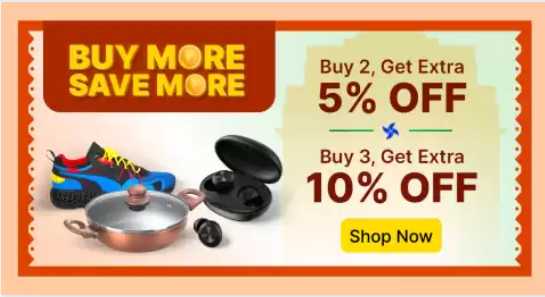 BUY MORE
SAVE MORE
Buy 2, Get Extra
5% OFF
Buy 3, Get Extra
10% OFF
Shop Now